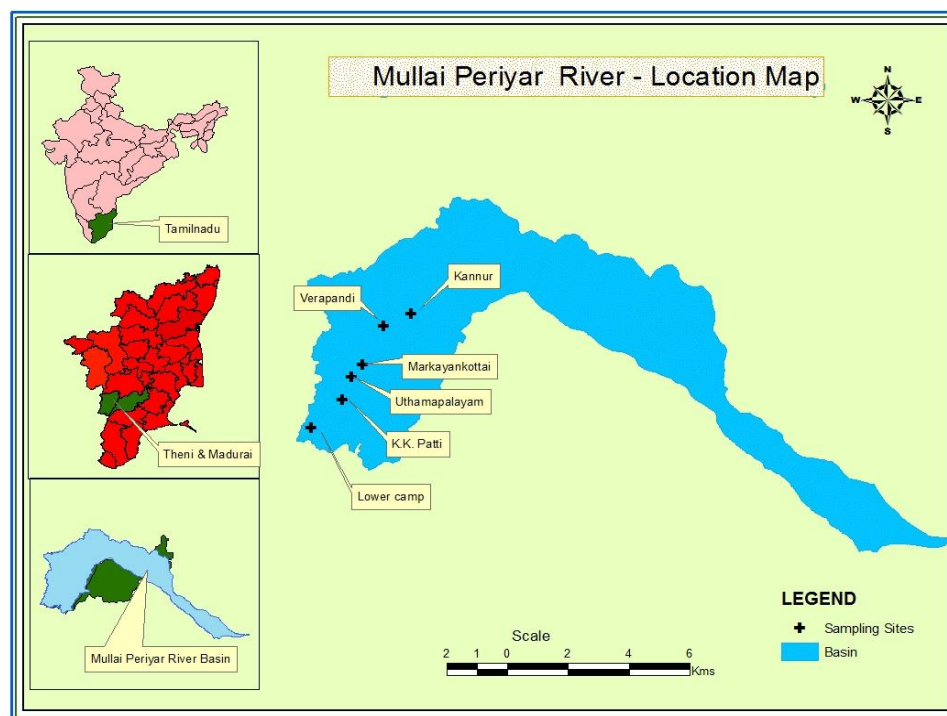 Mullai Periyar River - Location Map
N
W E
S
Tamilnadu
Theni & Madurai
Mullai Periyar River Basin
Kannur
Verapandi
Markayankottai
Uthamapalayam
K.K. Patti
Lower camp
LEGEND
Sampling Sites
Basin
Scale
2 1 0 2 4 6
Kms